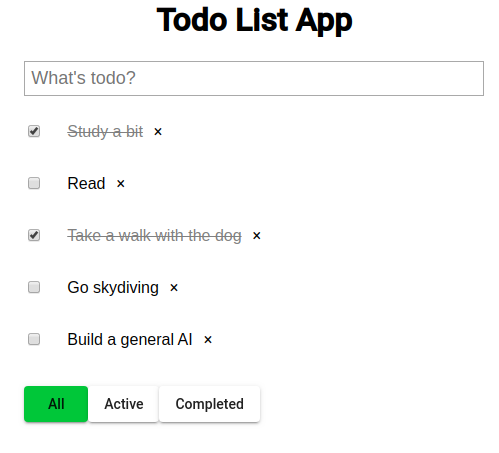 Todo List App
What's todo?
Study a bit ×
Read ×
Take a walk with the dog ×
Go skydiving ×
Build a general AI ×
All Active Completed